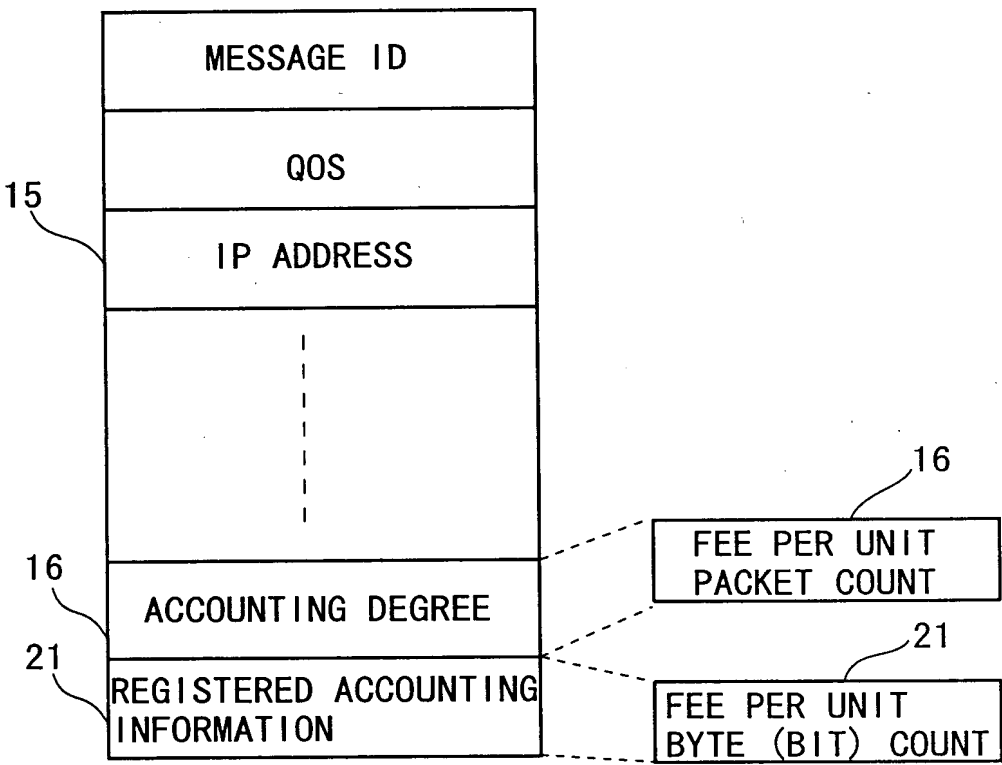 MESSAGE ID
QOS
15
IP ADDRESS
16
FEE PER UNIT
PACKET COUNT
16
ACCOUNTING DEGREE
21
21
REGISTERED ACCOUNTING
INFORMATION
FEE PER UNIT
BYTE (BIT) COUNT